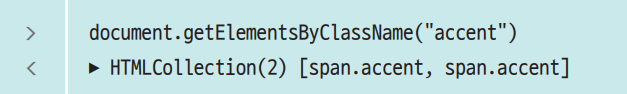 > document.getElementsByClassName("accent")
< ▶ HTMLCollection(2) [span.accent, span.accent]